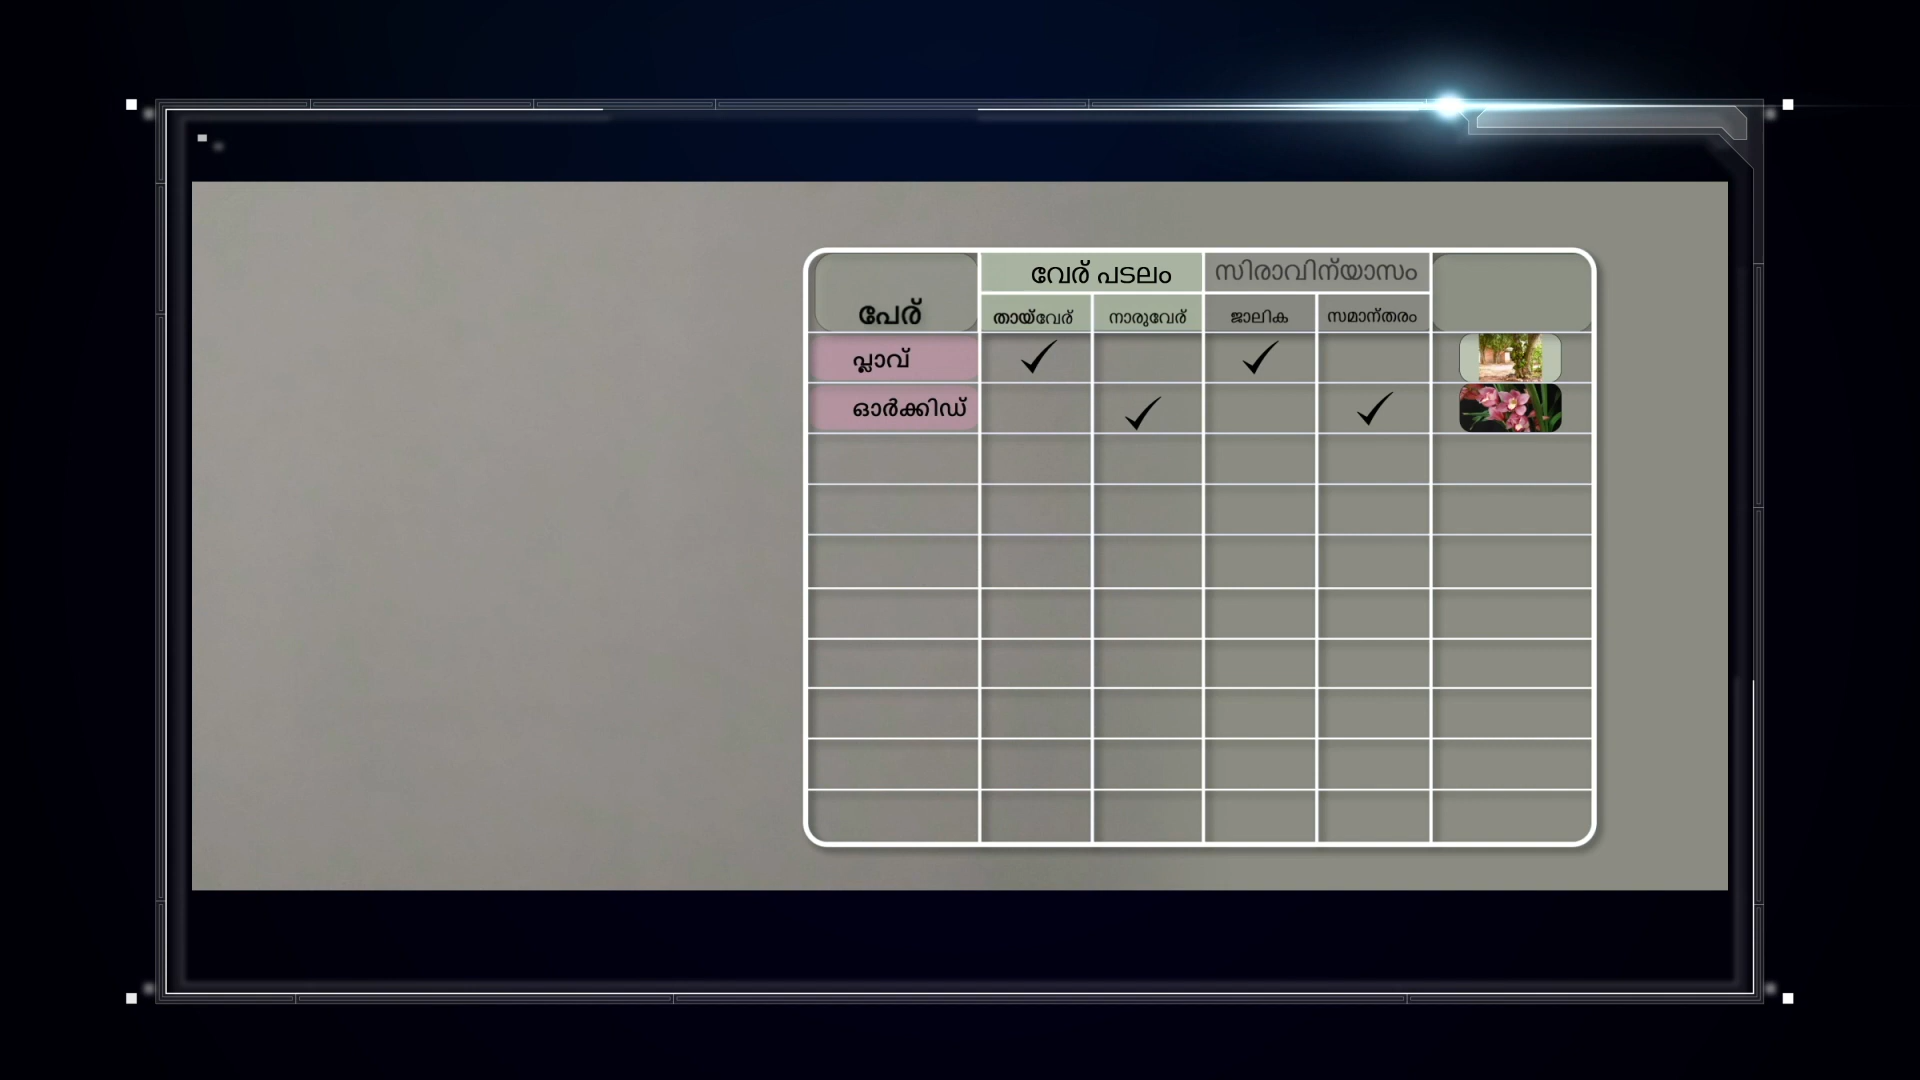 വേര് പടലം സിരാവിന്യാസം
പേര്
തായ്‌വേര് നാരുവേര് ജാലിക സമാന്തരം
പ്ലാവ്
ഓർക്കിഡ്